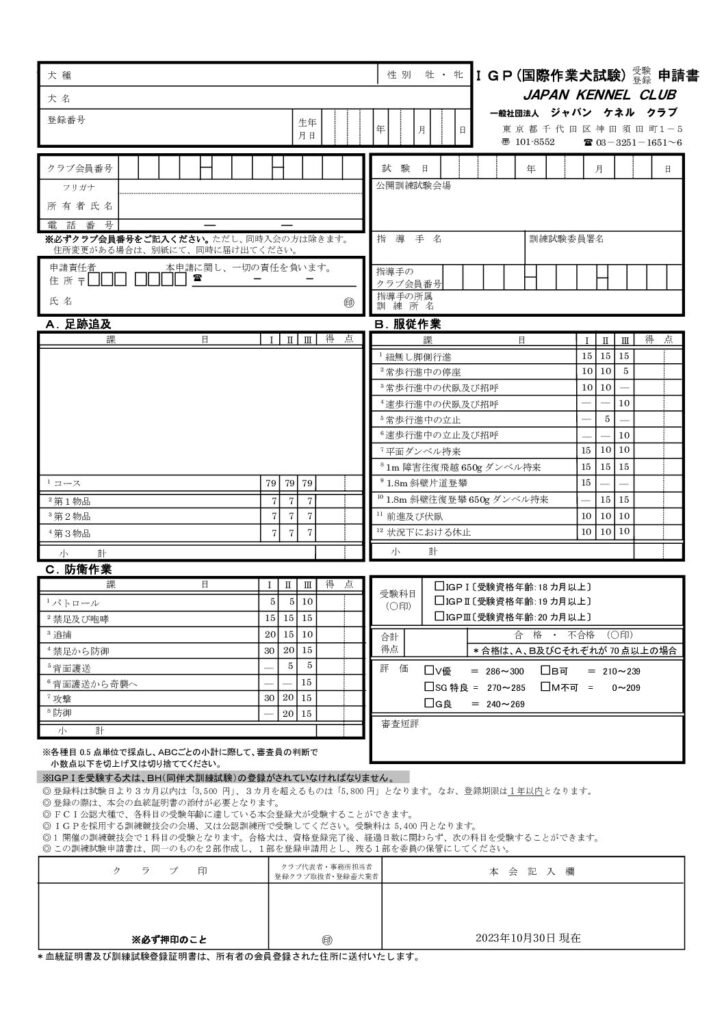 犬 種 性 別 牡 ・ 牝
犬 名
登録番号 生年月日 年 月 日
ＩＧＰ(国際作業犬試験) 受験登録 申請書
JAPAN KENNEL CLUB
一般社団法人 ジャパン ケネル クラブ
東京都千代田区神田須田町1－5
〠 101-8552 ☎ 03－3251－1651～6
クラブ会員番号
フリガナ
所 有 者 氏 名
電 話 番 号 ― ―
※必ずクラブ会員番号をご記入ください。ただし、同時入会の方は除きます。
住所変更がある場合は、別紙にて、同時に届け出てください。
申請責任者 本申請に関し、一切の責任を負います。
住 所 〒□□□ □□□□ ☎ － －
氏 名 ㊞
試 験 日 年 月 日
公開訓練試験会場
指 導 手 名 訓練試験委員署名
指導手の
クラブ会員番号
指導手の所属
訓 練 所 名
Ａ．足跡追及
課 目 Ⅰ Ⅱ Ⅲ 得 点
1 コース 79 79 79
2 第１物品 7 7 7
3 第２物品 7 7 7
4 第３物品 7 7 7
小 計
Ｂ．服従作業
課 目 Ⅰ Ⅱ Ⅲ 得 点
1 紐無し脚側行進 15 15 15
2 常歩行進中の停座 10 10 5
3 常歩行進中の伏臥及び招呼 10 10 ―
4 速歩行進中の伏臥及び招呼 ― ― 10
5 常歩行進中の立止 ― 5 ―
6 速歩行進中の立止及び招呼 ― ― 10
7 平面ダンベル持来 15 10 10
8 1m 障害往復飛越 650g ダンベル持来 15 15 15
9 1.8m 斜壁片道登攀 15 ― ―
10 1.8m 斜壁往復登攀 650g ダンベル持来 ― 15 15
11 前進及び伏臥 10 10 10
12 状況下における休止 10 10 10
小 計
Ｃ．防衛作業
課 目 Ⅰ Ⅱ Ⅲ 得 点
1 パトロール 5 5 10
2 禁足及び咆哮 15 15 15
3 追捕 20 15 10
4 禁足から防御 30 20 15
5 背面護送 ― 5 5
6 背面護送から奇襲へ ― ― 15
7 攻撃 30 20 15
8 防御 ― 20 15
小 計
受験科目
（○印）
□IGPⅠ〔受験資格年齢:18 カ月以上〕
□IGPⅡ〔受験資格年齢:19 カ月以上〕
□IGPⅢ〔受験資格年齢:20 カ月以上〕
合計
得点
合 格 ・ 不合格 （○印）
＊合格は、Ａ、Ｂ及びＣそれぞれが 70 点以上の場合
評 価 □V優 ＝ 286～300 □B可 ＝ 210～239
□SG 特良 ＝ 270～285 □M不可 ＝ 0～209
□G良 ＝ 240～269
審査短評
※各種目 0.5 点単位で採点し、ABCごとの小計に際して、審査員の判断で
小数点以下を切上げ又は切り捨ててください。
※IGPⅠを受験する犬は、BH（同伴犬訓練試験）の登録がされていなければなりません。
◎ 登録料は試験日より３カ月以内は「3,500 円」、３カ月を超えるものは「5,800 円」となります。なお、登録期限は１年以内となります。
◎ 登録の際は、本会の血統証明書の添付が必要となります。
◎ ＦＣＩ公認犬種で、各科目の受験年齢に達している本会登録犬が受験することができます。
◎ ＩＧＰを採用する訓練競技会の会場、又は公認訓練所で受験してください。受験料は 5,400 円となります。
◎１ 開催の訓練競技会で１科目の受験となります。合格犬は、資格登録完了後、経過日数に関わらず、次の科目を受験することができます。
◎ この訓練試験申請書は、同一のものを２部作成し、１部を登録申請用とし、残る１部を委員の保管にしてください。
ク ラ ブ 印
クラブ代表者・事務所担当者
登録クラブ取扱者・登録畜犬業者
本 会 記 入 欄
※必ず押印のこと
㊞
2023年10月30日 現在
＊血統証明書及び訓練試験登録証明書は、所有者の会員登録された住所に送付いたします。